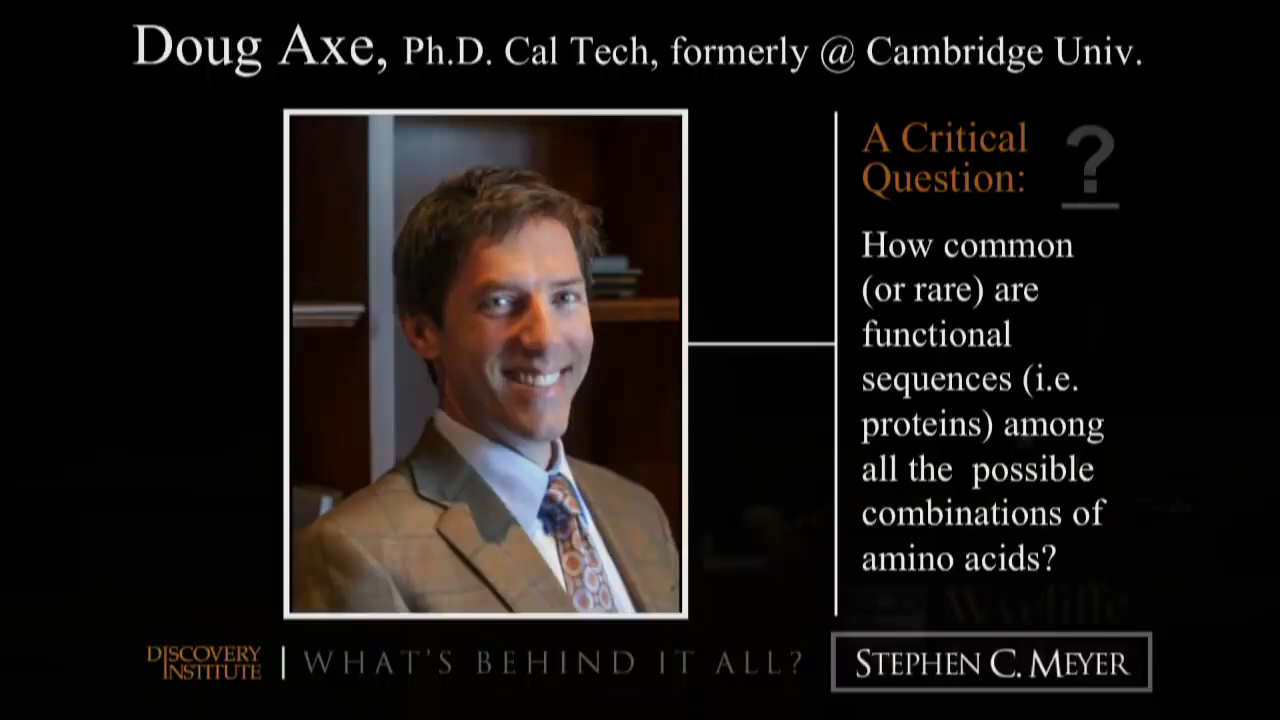 Doug Axe, Ph.D. Cal Tech, formerly @ Cambridge Univ.
A Critical
Question:
?
How common
(or rare) are
functional
sequences (i.e.
proteins) among
all the possible
combinations of
amino acids?
Wycliffe
DISCOVERY
INSTITUTE
WHAT'S BEHIND IT ALL?
STEPHEN C. MEYER